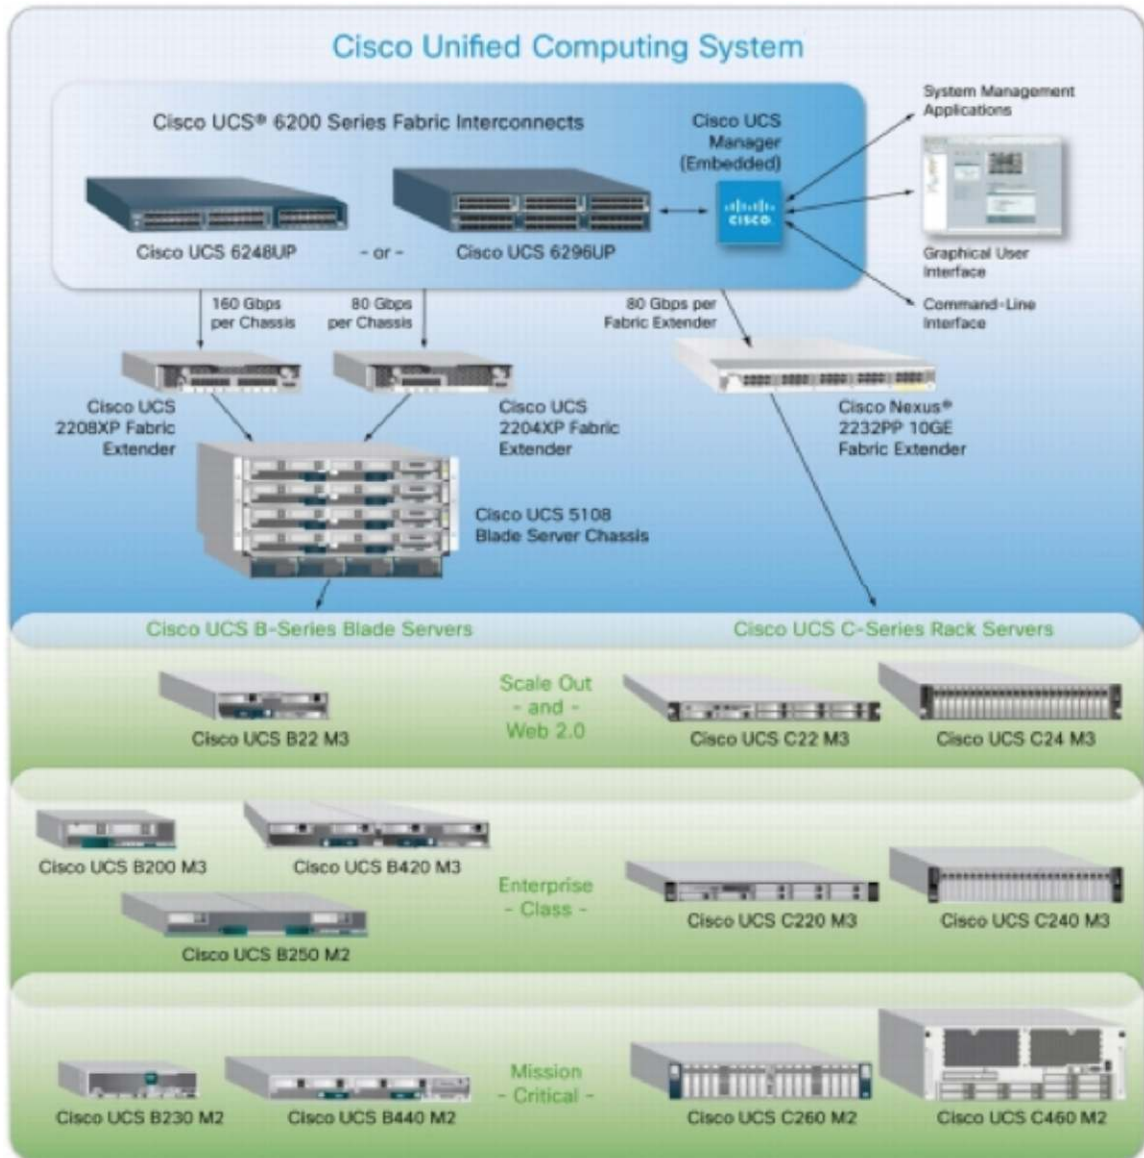 Cisco Unified Computing System
Cisco UCS® 6200 Series Fabric Interconnects
Cisco UCS
Manager
(Embedded)
System Management
Applications
CISCO
Cisco UCS 6248UP
- or -
Cisco UCS 6296UP
Graphical User
Interface
160 Gbps
per Chassis
80 Gbps
per Chassis
80 Gbps per
Fabric Extender
Command-Line
Interface
Cisco UCS
2208XP Fabric
Extender
Cisco UCS
2204XP Fabric
Extender
Cisco Nexus®
2232PP 10GE
Fabric Extender
Cisco UCS 5108
Blade Server Chassis
Cisco UCS B-Series Blade Servers
Cisco UCS C-Series Rack Servers
Scale Out
- and -
Web 2.0
Cisco UCS B22 M3
Cisco UCS C22 M3
Cisco UCS C24 M3
Cisco UCS B200 M3
Cisco UCS B420 M3
Enterprise
- Class -
Cisco UCS C220 M3
Cisco UCS C240 M3
Cisco UCS B250 M2
Mission
- Critical -
Cisco UCS B230 M2
Cisco UCS B440 M2
Cisco UCS C260 M2
Cisco UCS C460 M2